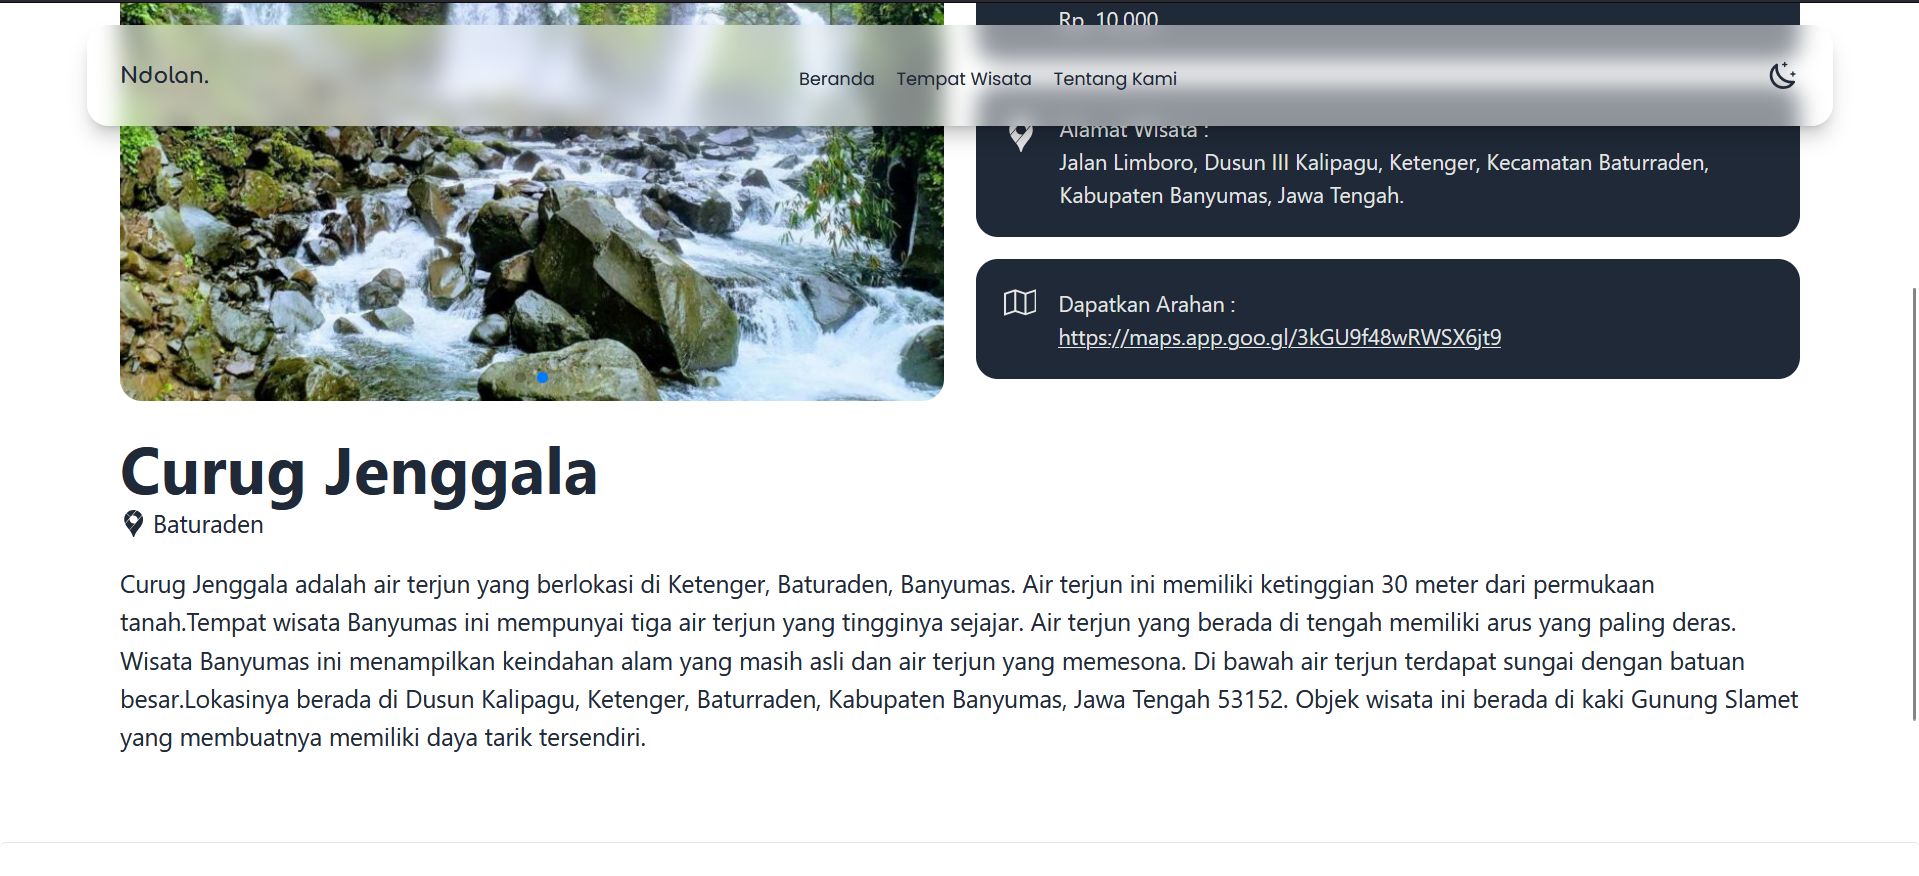 Rp. 10.000
Ndolan.
Beranda Tempat Wisata Tentang Kami
Alamat Wisata :
Jalan Limboro, Dusun III Kalipagu, Ketenger, Kecamatan Baturraden,
Kabupaten Banyumas, Jawa Tengah.
Dapatkan Arahan :
https://maps.app.goo.gl/3kGU9f48wRWSX6jt9
Curug Jenggala
Baturaden
Curug Jenggala adalah air terjun yang berlokasi di Ketenger, Baturaden, Banyumas. Air terjun ini memiliki ketinggian 30 meter dari permukaan
tanah.Tempat wisata Banyumas ini mempunyai tiga air terjun yang tingginya sejajar. Air terjun yang berada di tengah memiliki arus yang paling deras.
Wisata Banyumas ini menampilkan keindahan alam yang masih asli dan air terjun yang memesona. Di bawah air terjun terdapat sungai dengan batuan
besar.Lokasinya berada di Dusun Kalipagu, Ketenger, Baturraden, Kabupaten Banyumas, Jawa Tengah 53152. Objek wisata ini berada di kaki Gunung Slamet
yang membuatnya memiliki daya tarik tersendiri.